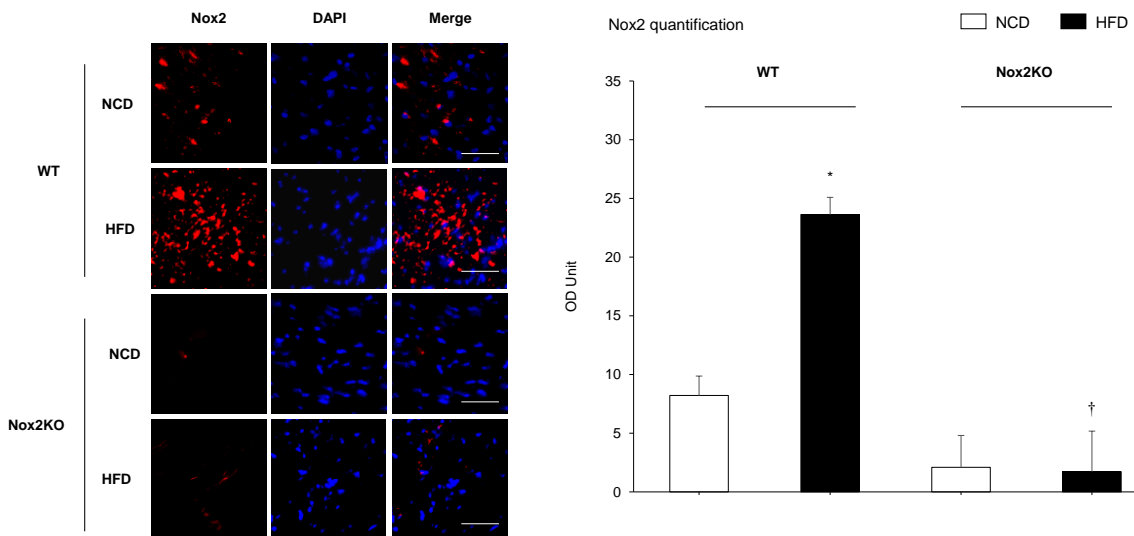 Nox2 DAPI Merge
WT
NCD
HFD
Nox2KO
NCD
HFD
Nox2 quantification
NCD HFD
WT Nox2KO
OD Unit
35
30
25
20
15
10
5
0
*
†